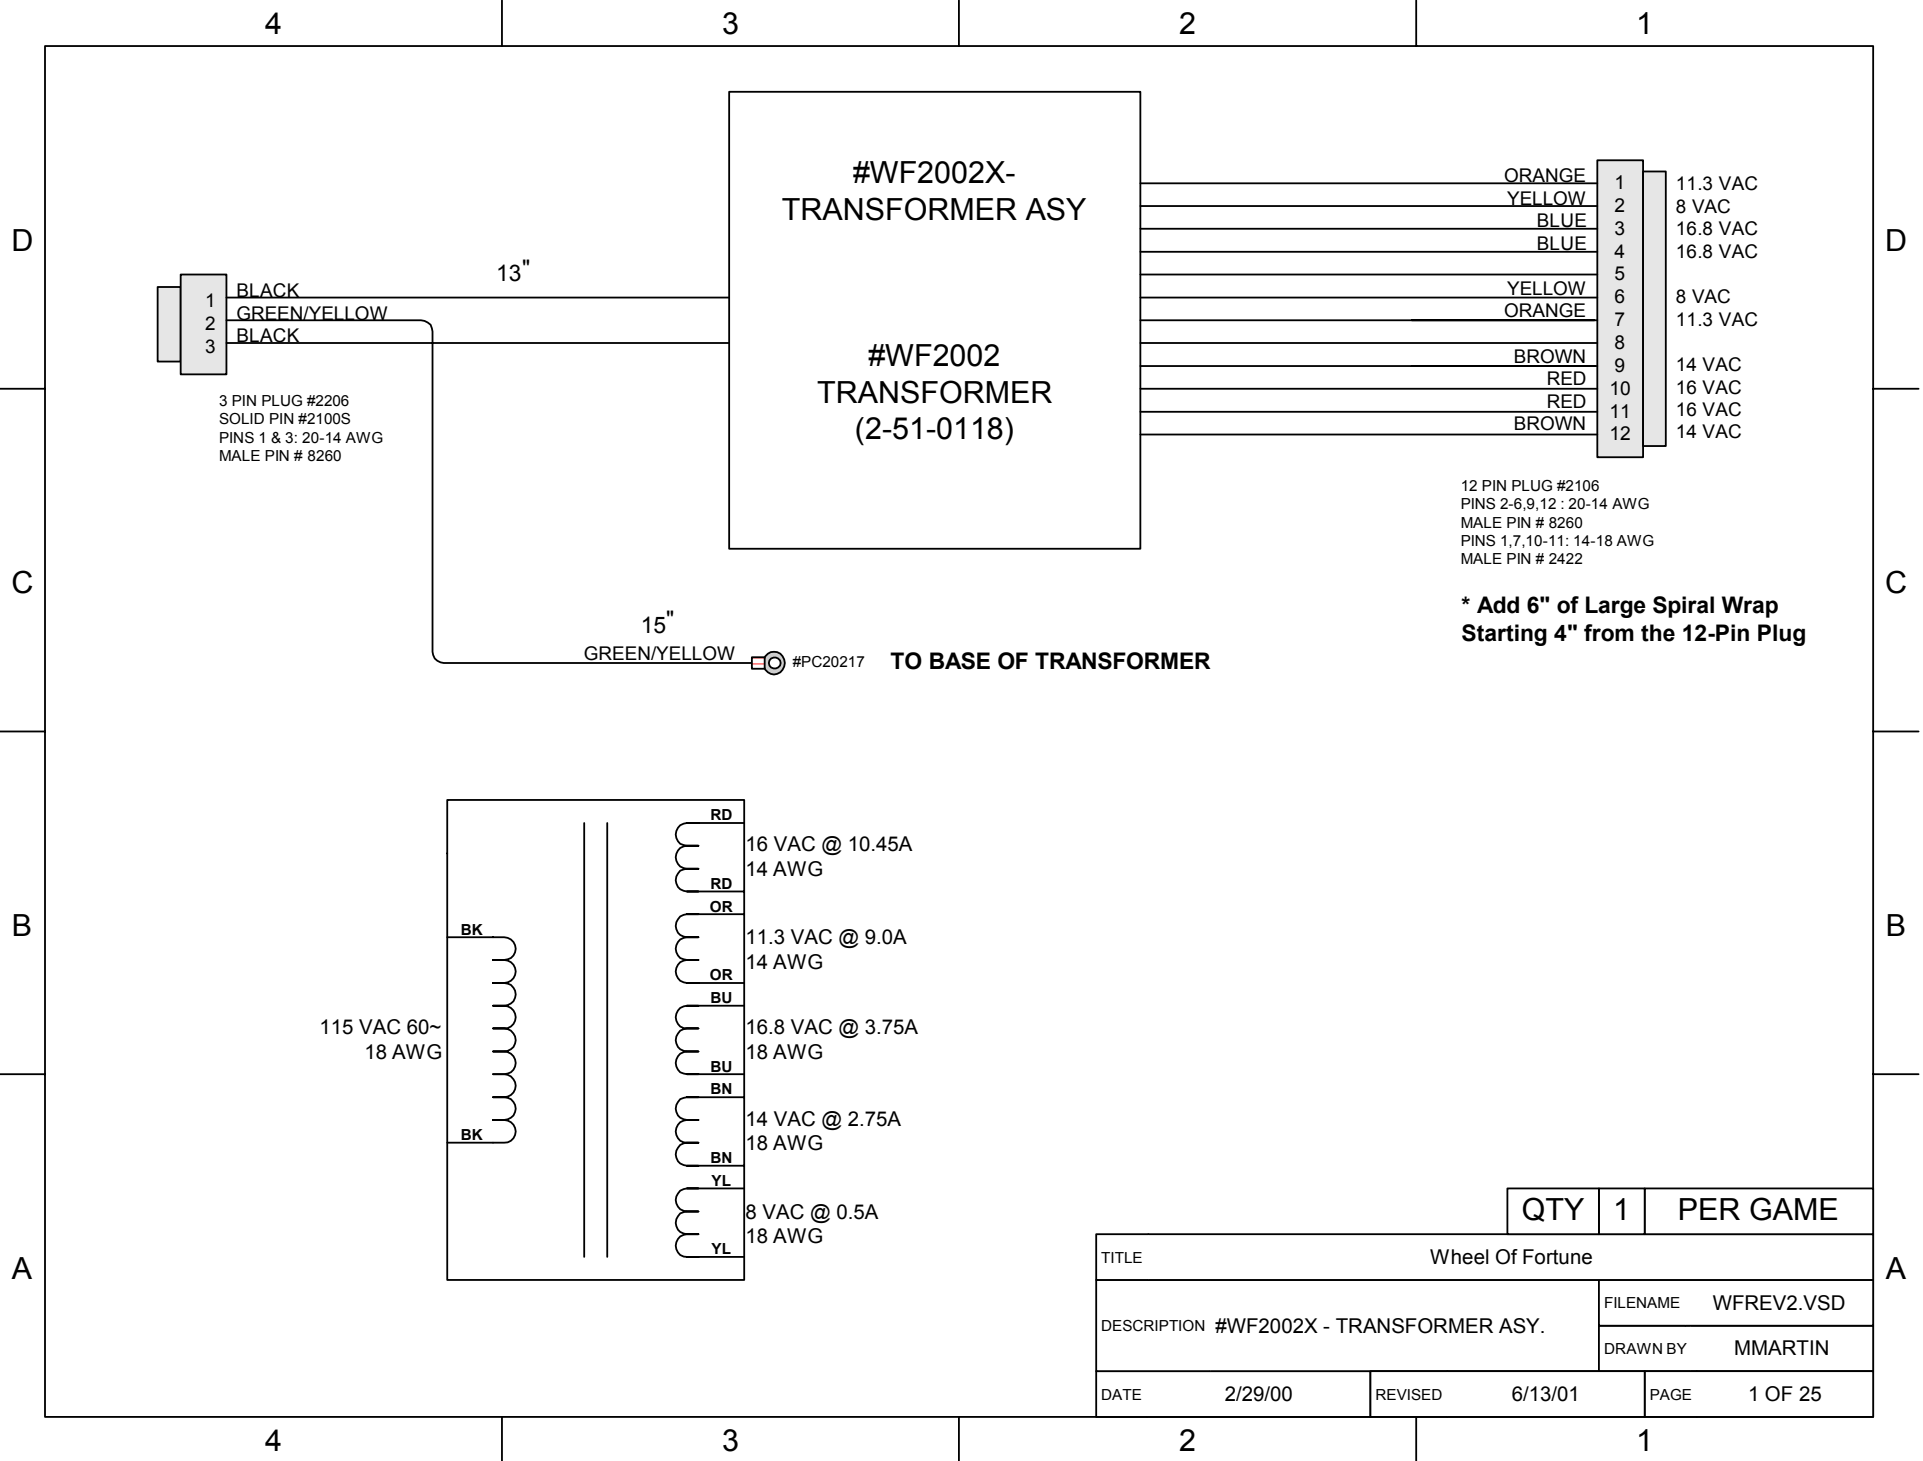 4 3 2 1
D D
C C
B B
A A
#WF2002X-
TRANSFORMER ASY
#WF2002
TRANSFORMER
(2-51-0118)
13"
1 BLACK
2 GREEN/YELLOW
3 BLACK
3 PIN PLUG #2206
SOLID PIN #2100S
PINS 1 & 3: 20-14 AWG
MALE PIN # 8260
ORANGE 1 11.3 VAC
YELLOW 2 8 VAC
BLUE 3 16.8 VAC
BLUE 4 16.8 VAC
5
YELLOW 6 8 VAC
ORANGE 7 11.3 VAC
8
BROWN 9 14 VAC
RED 10 16 VAC
RED 11 16 VAC
BROWN 12 14 VAC
12 PIN PLUG #2106
PINS 2-6,9,12 : 20-14 AWG
MALE PIN # 8260
PINS 1,7,10-11: 14-18 AWG
MALE PIN # 2422
* Add 6" of Large Spiral Wrap
Starting 4" from the 12-Pin Plug
15"
GREEN/YELLOW #PC20217 TO BASE OF TRANSFORMER
BK
115 VAC 60~
18 AWG
BK
RD
16 VAC @ 10.45A
14 AWG
RD
OR
11.3 VAC @ 9.0A
14 AWG
OR
BU
16.8 VAC @ 3.75A
18 AWG
BU
BN
14 VAC @ 2.75A
18 AWG
BN
YL
8 VAC @ 0.5A
18 AWG
YL
QTY 1 PER GAME
TITLE Wheel Of Fortune
DESCRIPTION #WF2002X - TRANSFORMER ASY.
FILENAME WFREV2.VSD
DRAWN BY MMARTIN
DATE 2/29/00 REVISED 6/13/01 PAGE 1 OF 25
4 3 2 1